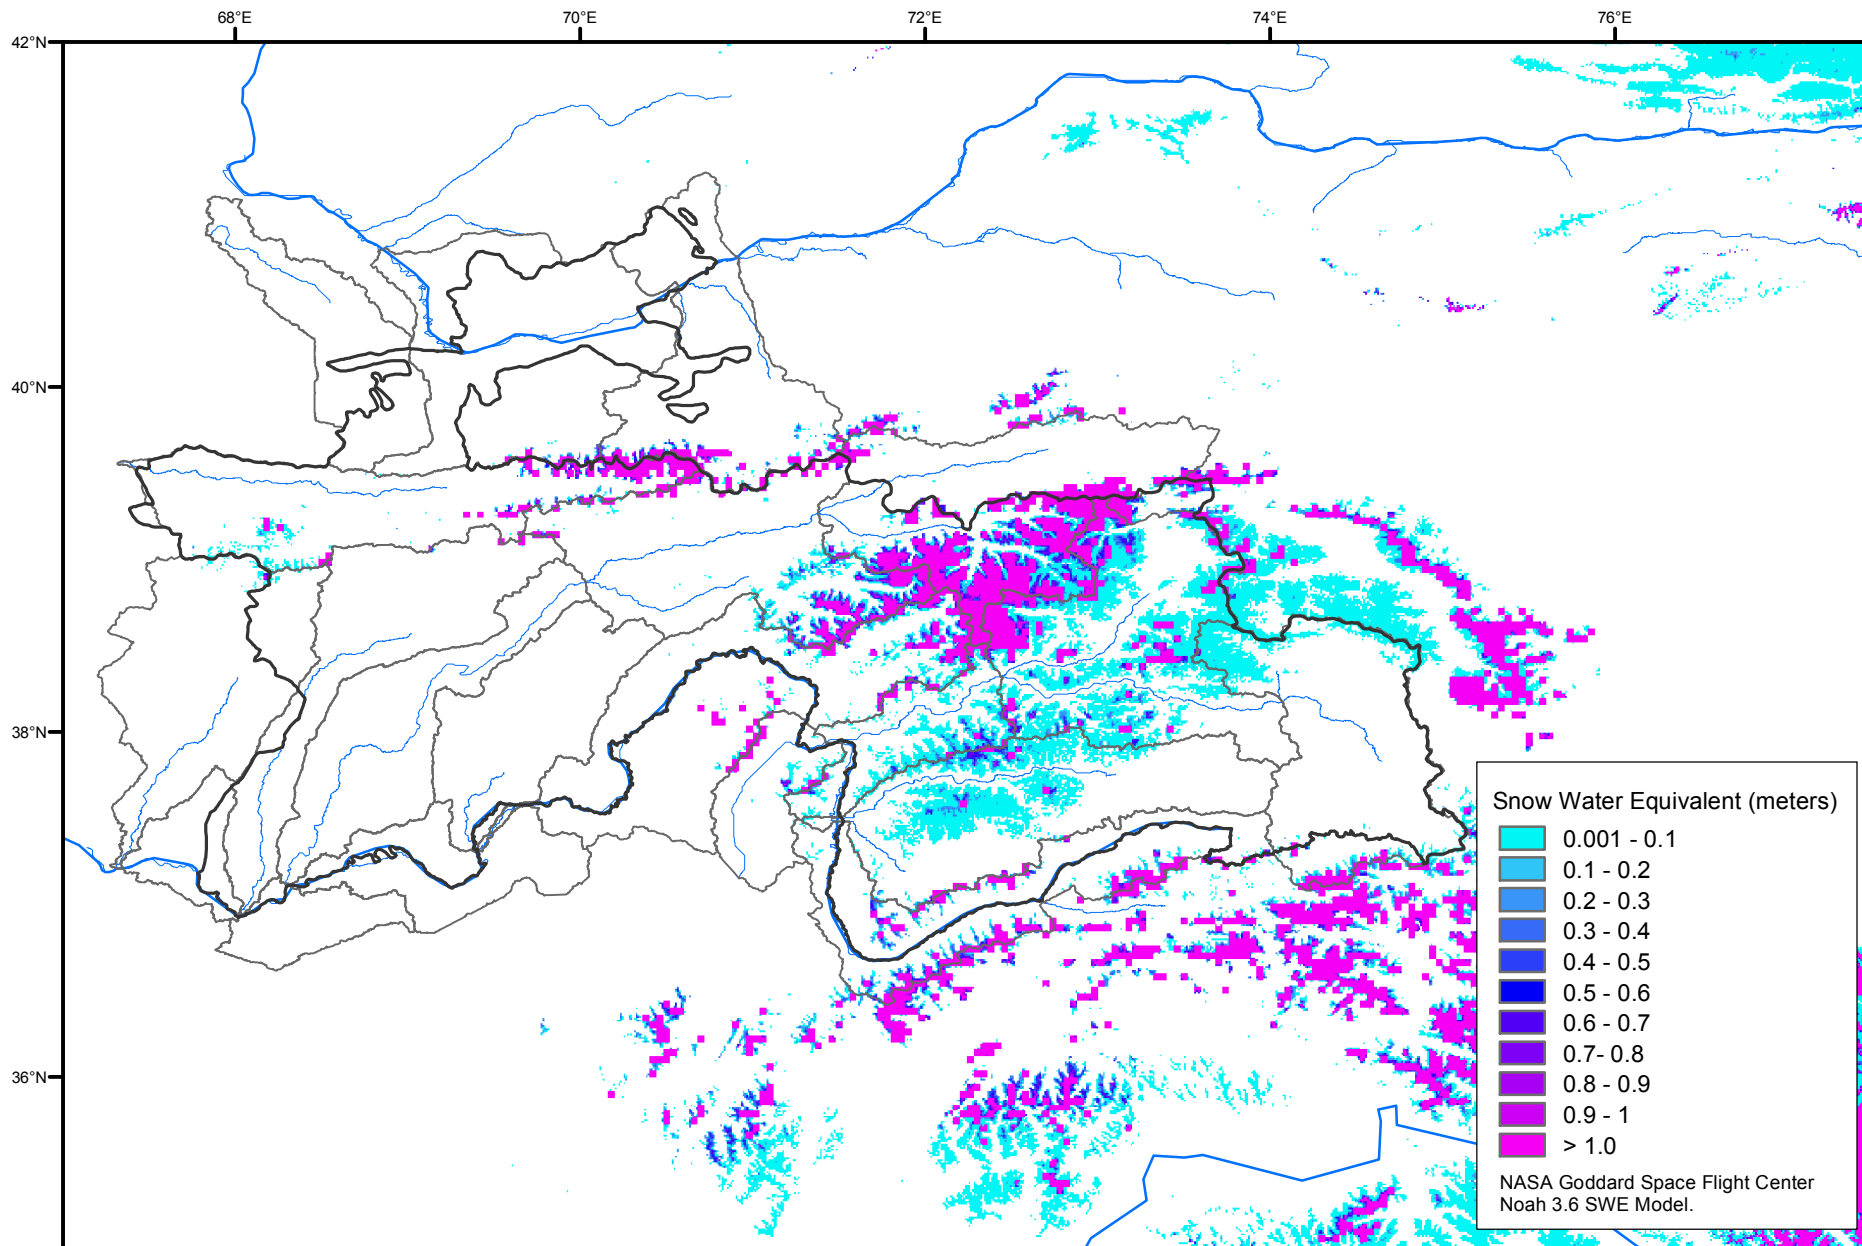 68°E 70°E 72°E 74°E 76°E
42°N
40°N
38°N
36°N
Snow Water Equivalent (meters)
0.001 - 0.1
0.1 - 0.2
0.2 - 0.3
0.3 - 0.4
0.4 - 0.5
0.5 - 0.6
0.6 - 0.7
0.7- 0.8
0.8 - 0.9
0.9 - 1
> 1.0
NASA Goddard Space Flight Center
Noah 3.6 SWE Model.